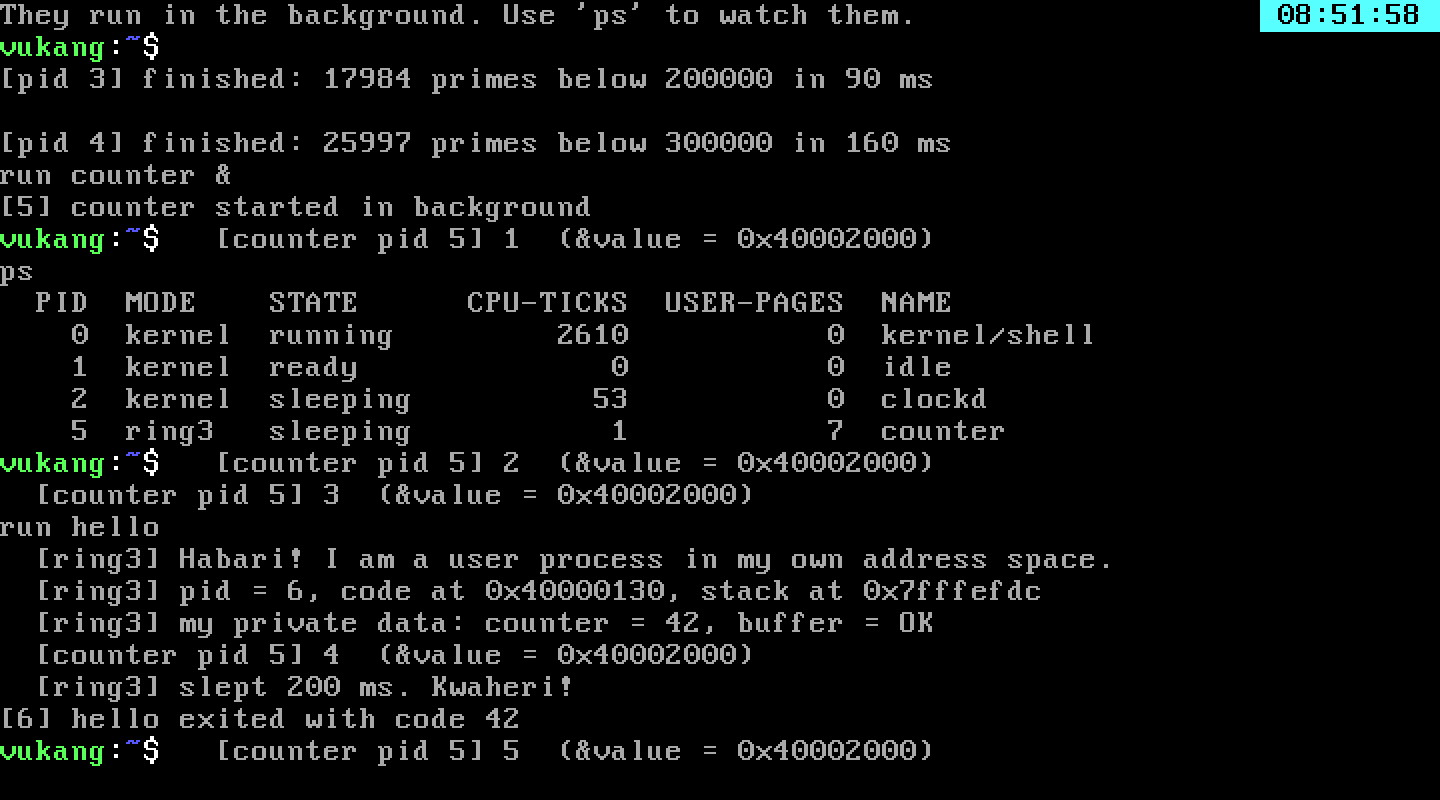 They run in the background. Use 'ps' to watch them.
08:51:58
vukang:~$
[pid 3] finished: 17984 primes below 200000 in 90 ms
[pid 4] finished: 25997 primes below 300000 in 160 ms
run counter &
[5] counter started in background
vukang:~$   [counter pid 5] 1  (&value = 0x40002000)
ps
  PID  MODE    STATE      CPU-TICKS  USER-PAGES  NAME
    0  kernel  running         2610           0  kernel/shell
    1  kernel  ready              0           0  idle
    2  kernel  sleeping          53           0  clockd
    5  ring3   sleeping           1           7  counter
vukang:~$   [counter pid 5] 2  (&value = 0x40002000)
  [counter pid 5] 3  (&value = 0x40002000)
run hello
  [ring3] Habari! I am a user process in my own address space.
  [ring3] pid = 6, code at 0x40000130, stack at 0x7fffefdc
  [ring3] my private data: counter = 42, buffer = OK
  [counter pid 5] 4  (&value = 0x40002000)
  [ring3] slept 200 ms. Kwaheri!
[6] hello exited with code 42
vukang:~$   [counter pid 5] 5  (&value = 0x40002000)